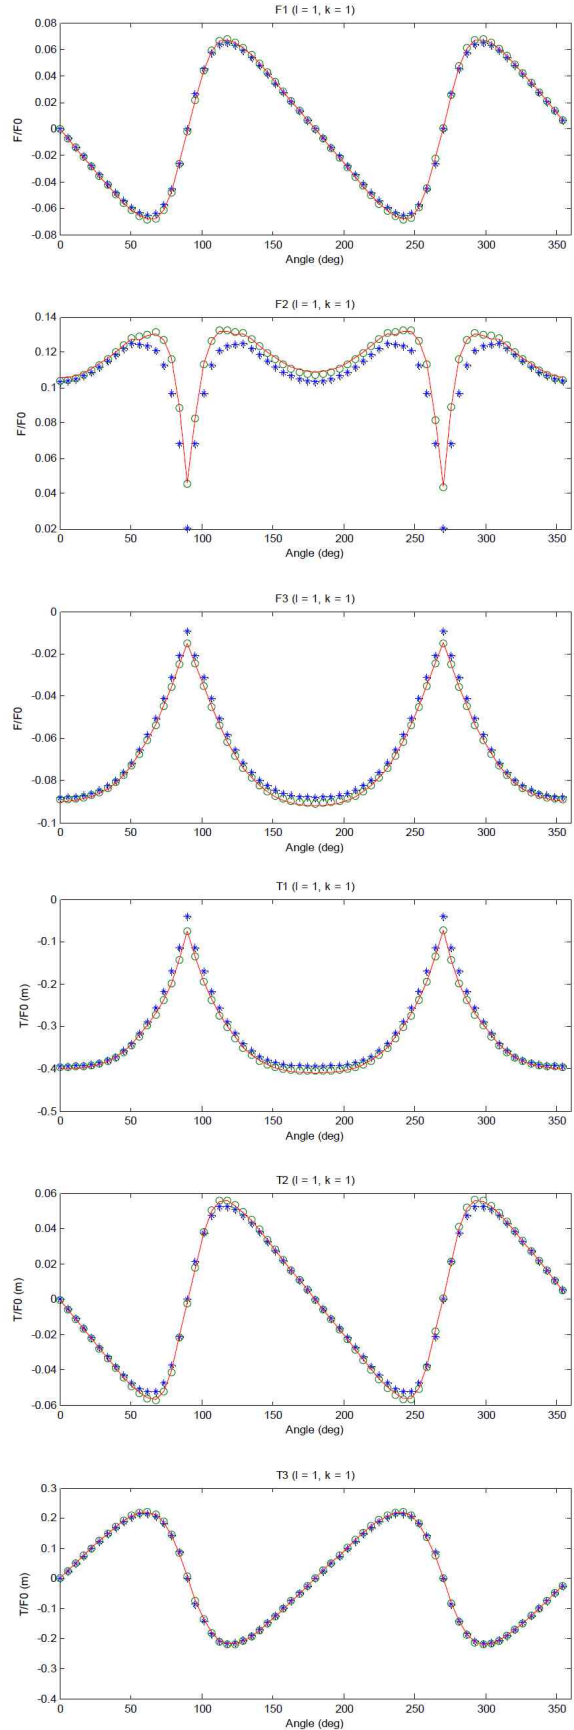 F1 (l = 1, k = 1)
0.08
0.06
0.04
0.02
0
-0.02
-0.04
-0.06
-0.08
F/F0
0 50 100 150 200 250 300 350
Angle (deg)
F2 (l = 1, k = 1)
0.14
0.12
0.1
0.08
0.06
0.04
0.02
F/F0
0 50 100 150 200 250 300 350
Angle (deg)
F3 (l = 1, k = 1)
0
-0.02
-0.04
-0.06
-0.08
-0.1
F/F0
0 50 100 150 200 250 300 350
Angle (deg)
T1 (l = 1, k = 1)
0
-0.1
-0.2
-0.3
-0.4
-0.5
T/F0 (m)
0 50 100 150 200 250 300 350
Angle (deg)
T2 (l = 1, k = 1)
0.06
0.04
0.02
0
-0.02
-0.04
-0.06
T/F0 (m)
0 50 100 150 200 250 300 350
Angle (deg)
T3 (l = 1, k = 1)
0.3
0.2
0.1
0
-0.1
-0.2
-0.3
-0.4
T/F0 (m)
0 50 100 150 200 250 300 350
Angle (deg)